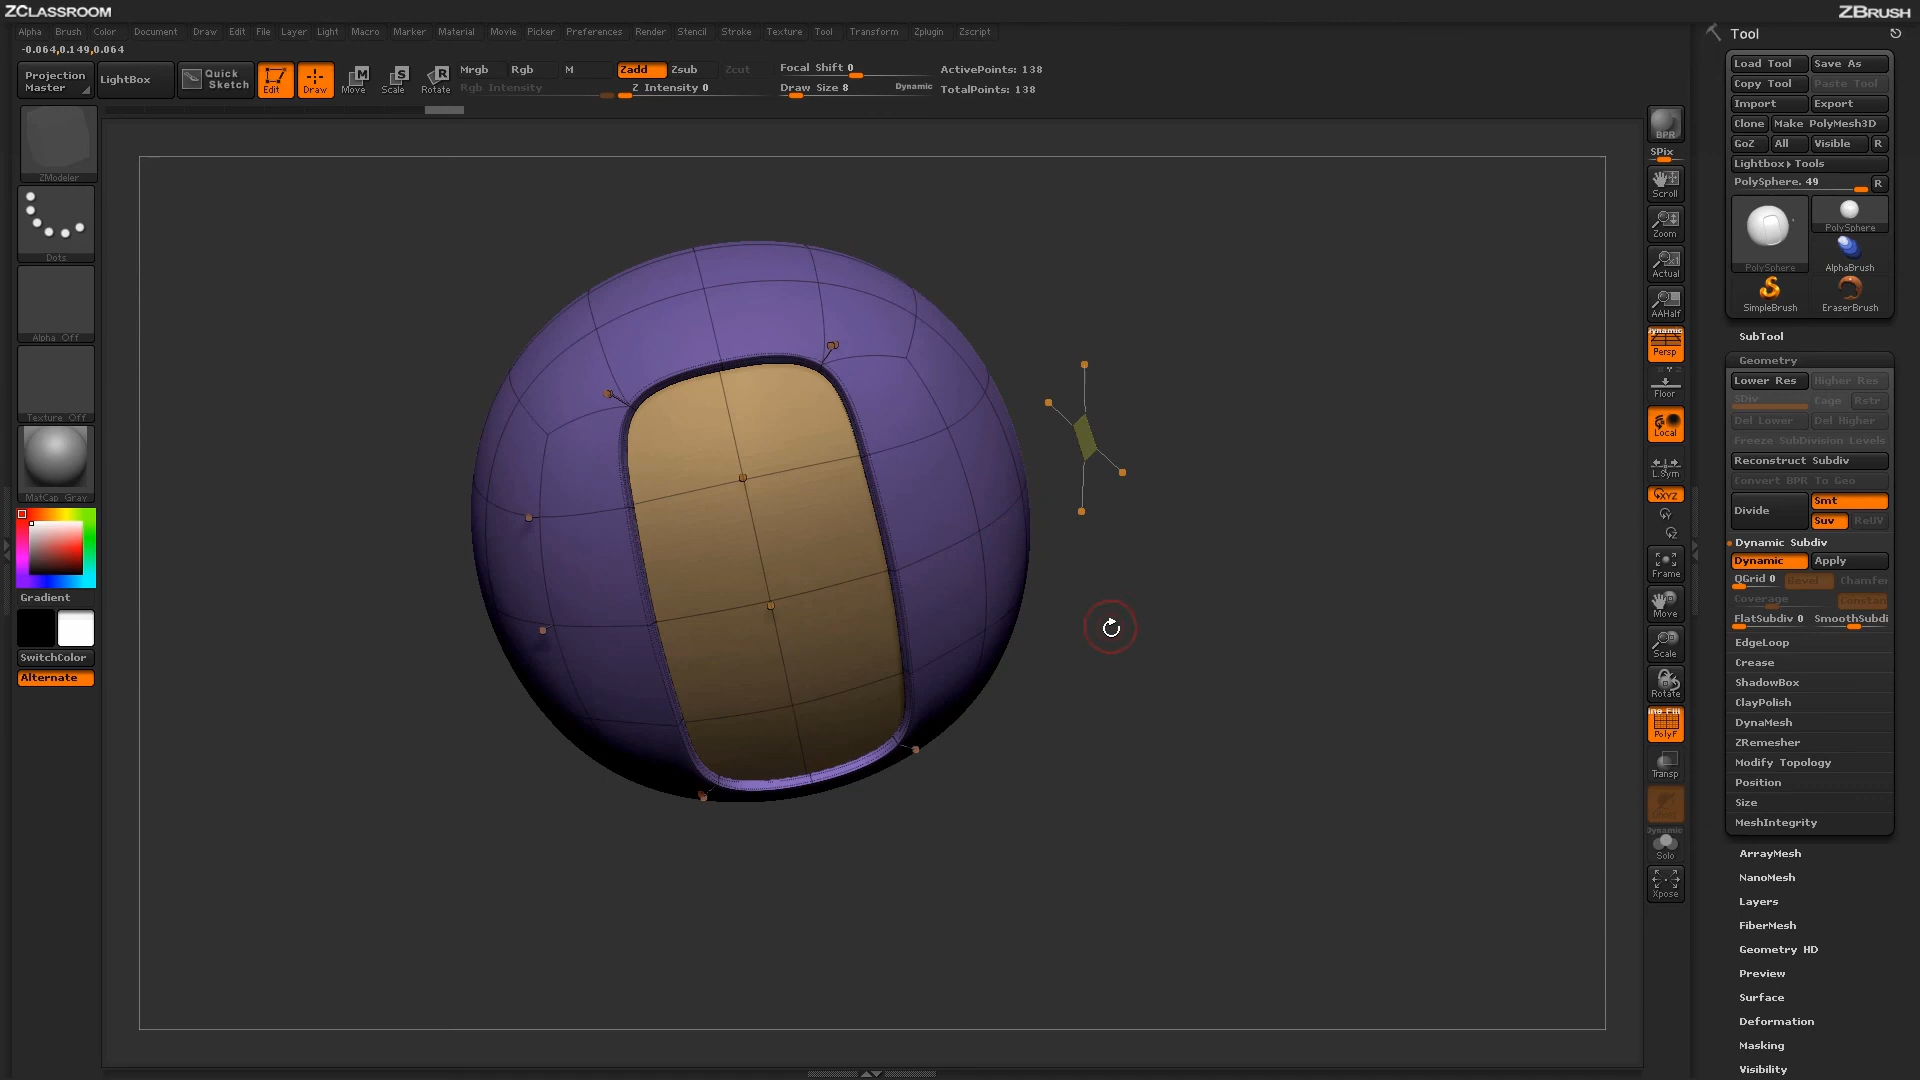 ZCLASSROOM
ZBRUSH
Alpha Brush Color Document Draw Edit File Layer Light Macro Marker Material Movie Picker Preferences Render Stencil Stroke Texture Tool Transform Zplugin Zscript
-0.064,0.149,0.064
Projection Master
LightBox
Quick Sketch
Edit
Draw
Move
Scale
Rotate
Mrgb Rgb M
Rgb Intensity
Zadd Zsub Zcut
Z Intensity 0
Focal Shift 0
Draw Size 8
Dynamic
ActivePoints: 138
TotalPoints: 138
ZModeler
Dots
Alpha Off
Texture Off
MatCap Gray
Gradient
SwitchColor
Alternate
BPR
SPix
Scroll
Zoom
Actual
AAHalf
Dynamic
Persp
Floor
Local
L.Sym
XYZ
Frame
Move
Scale
Rotate
Line Fill
PolyF
Transp
Dynamic
Solo
Xpose
Tool
Load Tool Save As
Copy Tool Paste Tool
Import Export
Clone Make PolyMesh3D
GoZ All Visible R
Lightbox▸Tools
PolySphere. 49 R
PolySphere
PolySphere
AlphaBrush
SimpleBrush
EraserBrush
SubTool
Geometry
Lower Res Higher Res
SDiv Cage Rstr
Del Lower Del Higher
Freeze SubDivision Levels
Reconstruct Subdiv
Convert BPR To Geo
Divide Smt
Suv ReUV
Dynamic Subdiv
Dynamic Apply
QGrid 0 Bevel Chamfer
Coverage Constant
FlatSubdiv 0 SmoothSubdi
EdgeLoop
Crease
ShadowBox
ClayPolish
DynaMesh
ZRemesher
Modify Topology
Position
Size
MeshIntegrity
ArrayMesh
NanoMesh
Layers
FiberMesh
Geometry HD
Preview
Surface
Deformation
Masking
Visibility